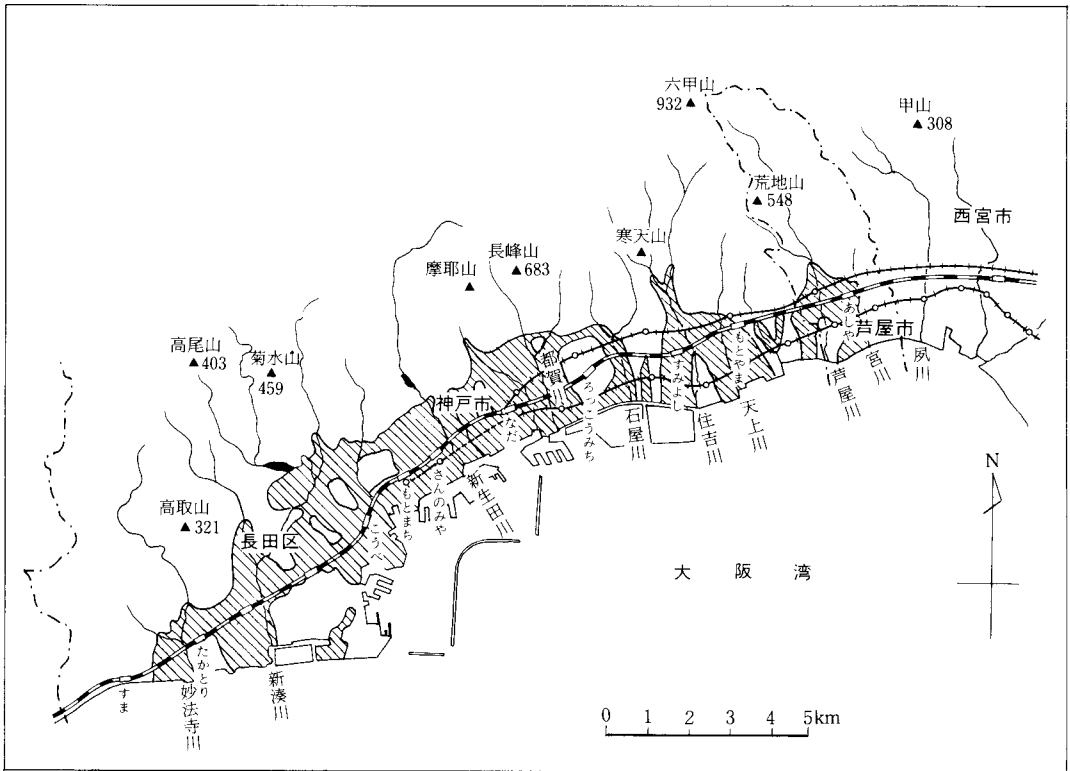 六甲山
932
甲山
308
荒地山
548
西宮市
寒天山
長峰山
683
摩耶山
高尾山
403
菊水山
459
高取山
321
神戸市
長田区
都賀川
芦屋市
あしや
もとやま
すみよし
ろっこうみち
なだ
さんのみや
もとまち
こうべ
たかとり
すま
夙川
宮川
芦屋川
天上川
住吉川
石屋川
新生田川
新湊川
妙法寺川
大阪湾
N
0 1 2 3 4 5km